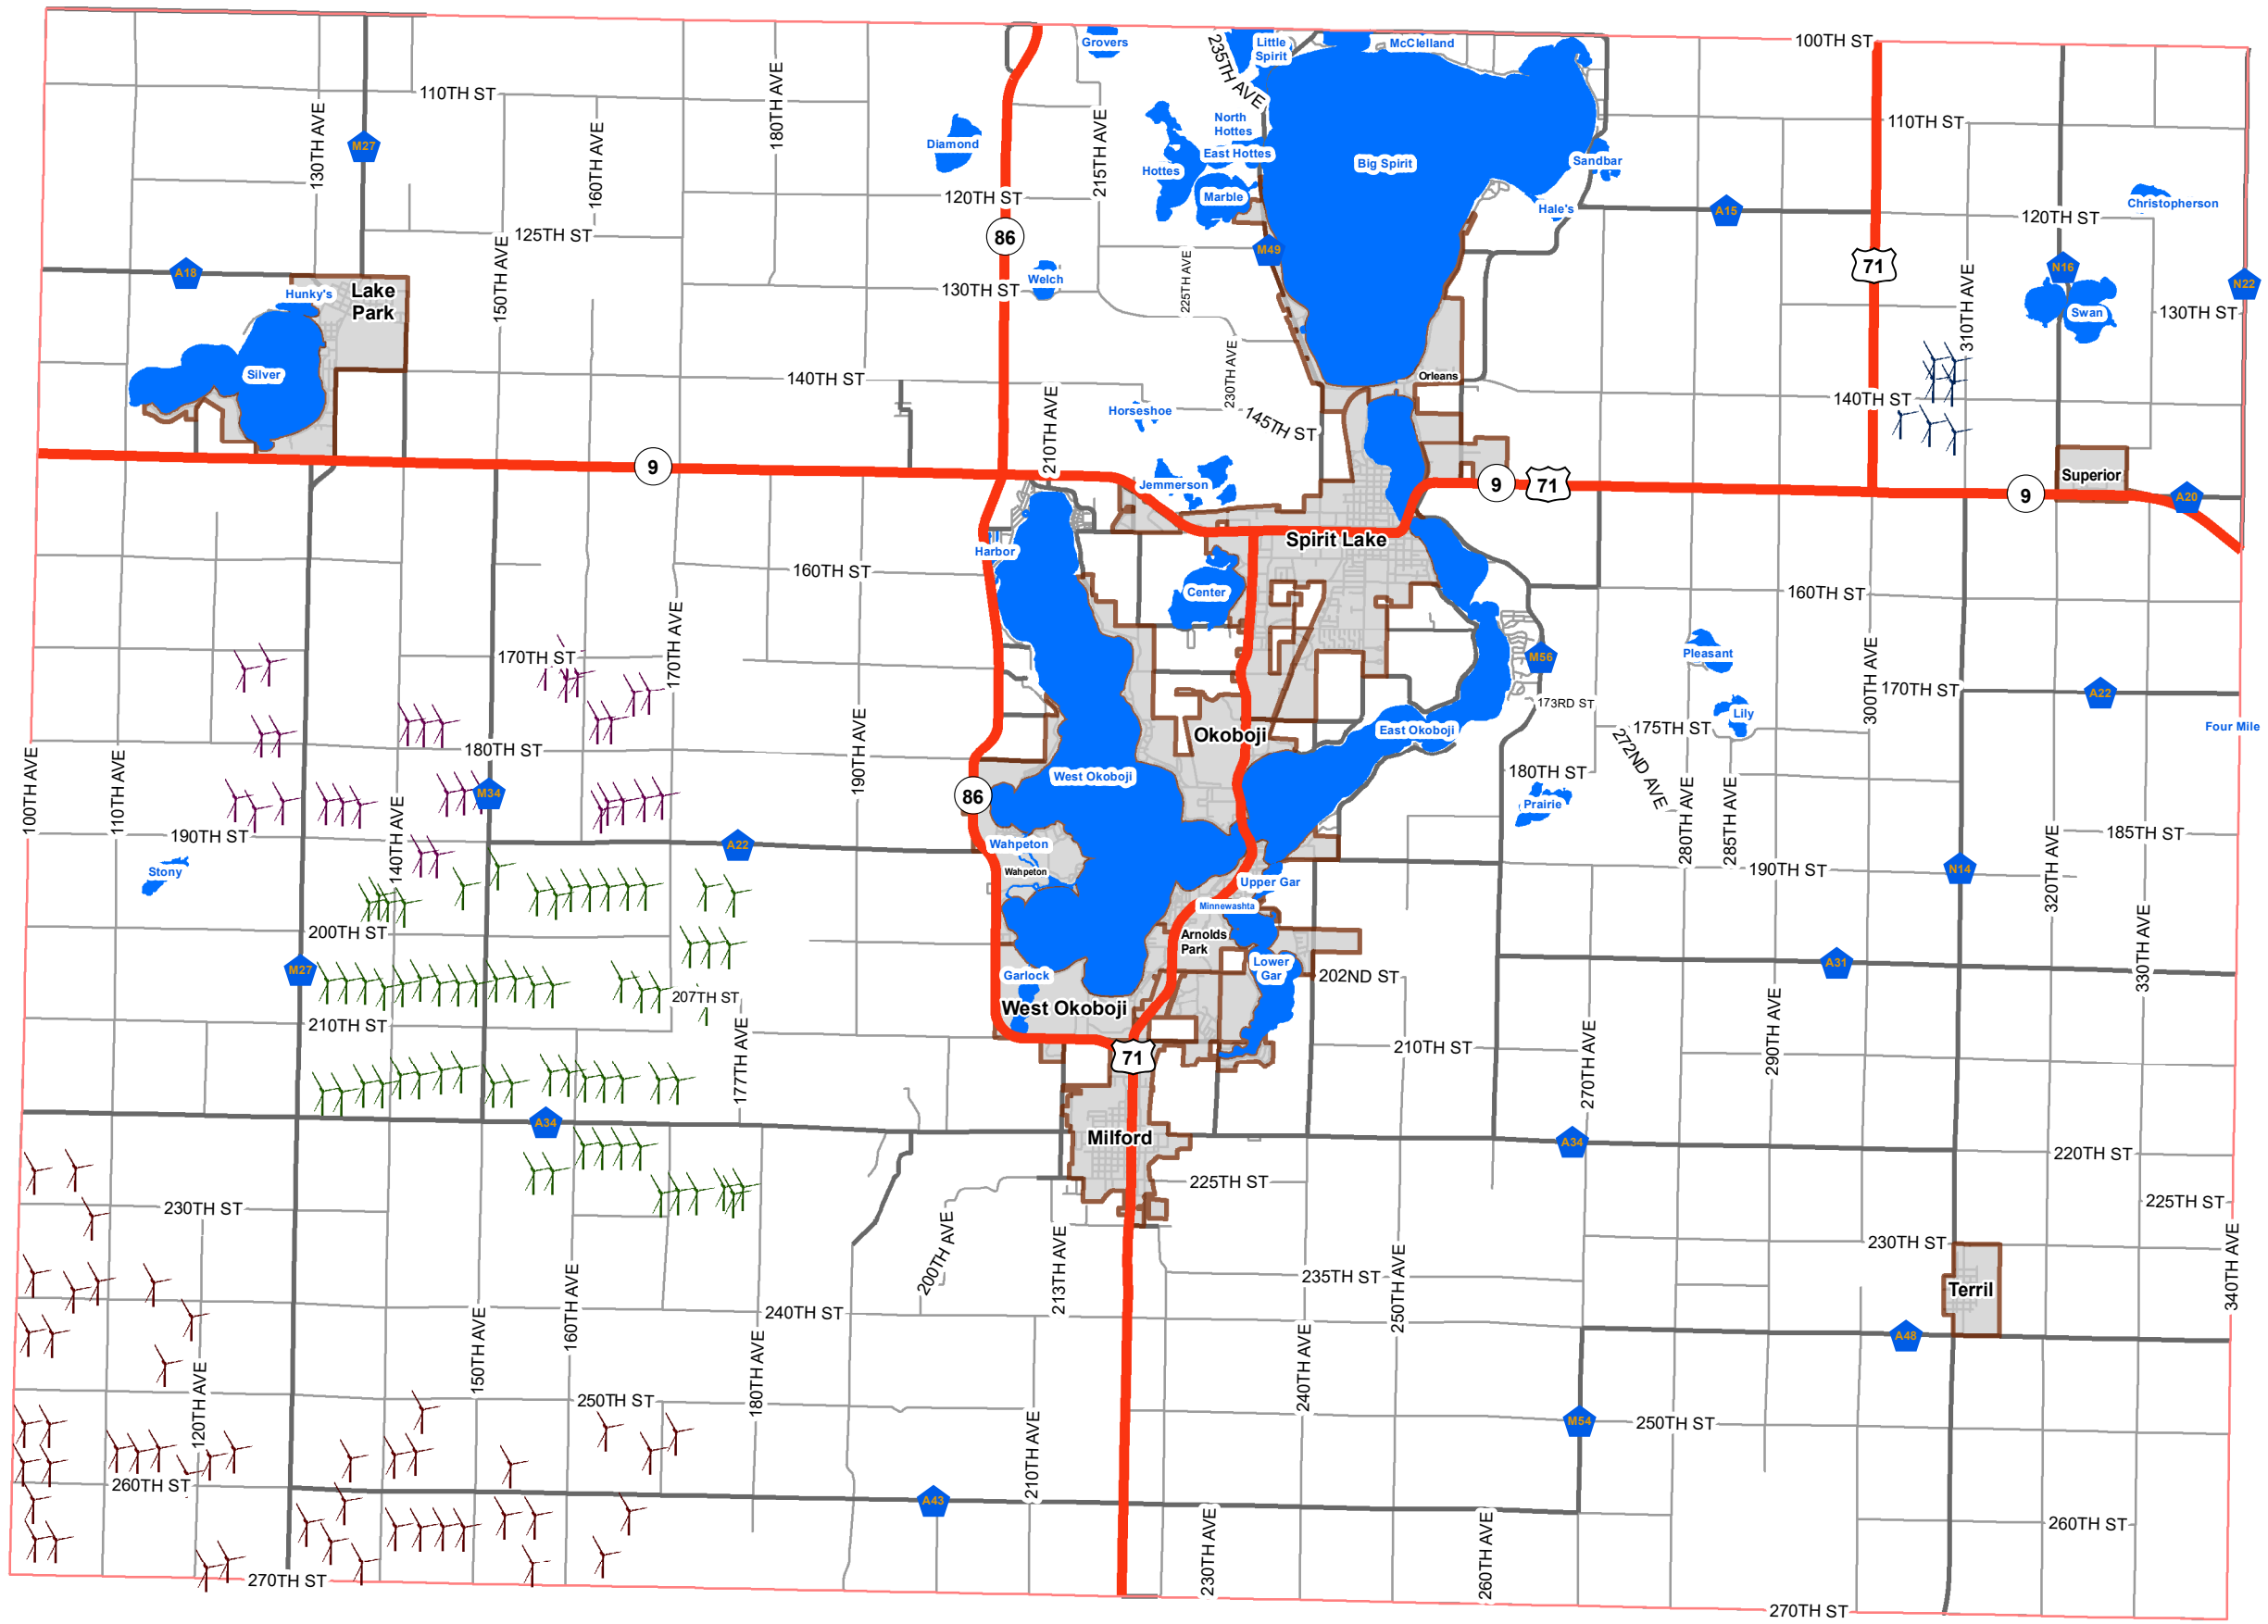 Grovers
Little
Spirit
McClelland
100TH ST
235TH AVE
110TH ST
130TH AVE
M27
160TH AVE
180TH AVE
Diamond
215TH AVE
North
Hottes
East Hottes
Hottes
Marble
Big Spirit
Sandbar
110TH ST
120TH ST
Hale's
A15
120TH ST
Christopherson
125TH ST
150TH AVE
86
M49
71
N16
N22
A18
Hunky's
Lake
Park
130TH ST
Welch
225TH AVE
310TH AVE
Swan
130TH ST
Silver
140TH ST
230TH AVE
Orleans
140TH ST
Horseshoe
145TH ST
210TH AVE
9
Jemmerson
9
71
9
Superior
A20
Harbor
Spirit Lake
160TH ST
Center
160TH ST
170TH AVE
170TH ST
M56
Pleasant
300TH AVE
170TH ST
A22
173RD ST
Lily
175TH ST
Four Mile
190TH AVE
180TH ST
Okoboji
East Okoboji
272ND AVE
100TH AVE
110TH AVE
M34
140TH AVE
West Okoboji
86
180TH ST
Prairie
280TH AVE
285TH AVE
190TH ST
A22
Wahpeton
Wahpeton
185TH ST
Stony
Upper Gar
190TH ST
N14
320TH AVE
Minnewashta
200TH ST
Arnolds
Park
330TH AVE
M27
Garlock
Lower
Gar
202ND ST
A31
207TH ST
West Okoboji
210TH ST
177TH AVE
71
210TH ST
270TH AVE
290TH AVE
A34
Milford
A34
220TH ST
225TH ST
225TH ST
230TH ST
200TH AVE
213TH AVE
250TH AVE
230TH ST
340TH AVE
235TH ST
Terril
160TH AVE
150TH AVE
240TH ST
180TH AVE
240TH AVE
A48
120TH AVE
250TH ST
210TH AVE
M54
250TH ST
260TH ST
A43
230TH AVE
260TH AVE
260TH ST
270TH ST
270TH ST